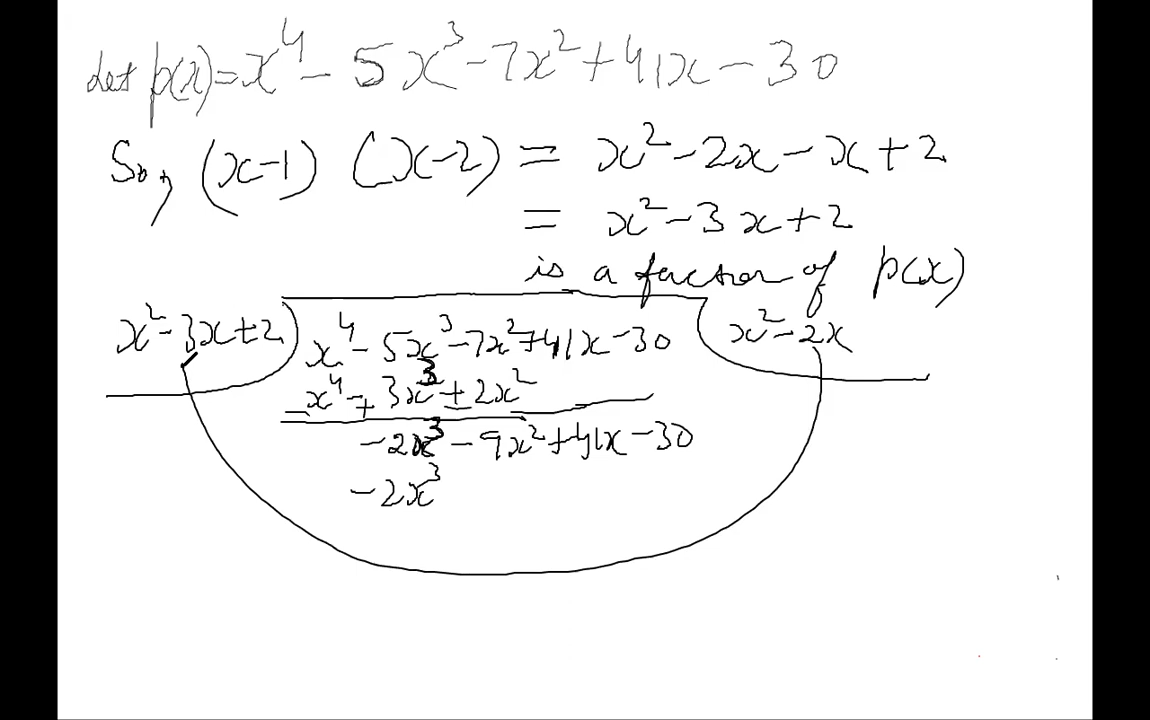 Let p(x)=x⁴-5x³-7x²+41x-30
So, (x-1) (x-2) = x²-2x-x+2
= x²-3x+2
is a factor of p(x)
x²-3x+2 ) x⁴-5x³-7x²+41x-30 ( x²-2x
x⁴-3x³+2x²
- + -
-2x³-9x²+41x-30
-2x³